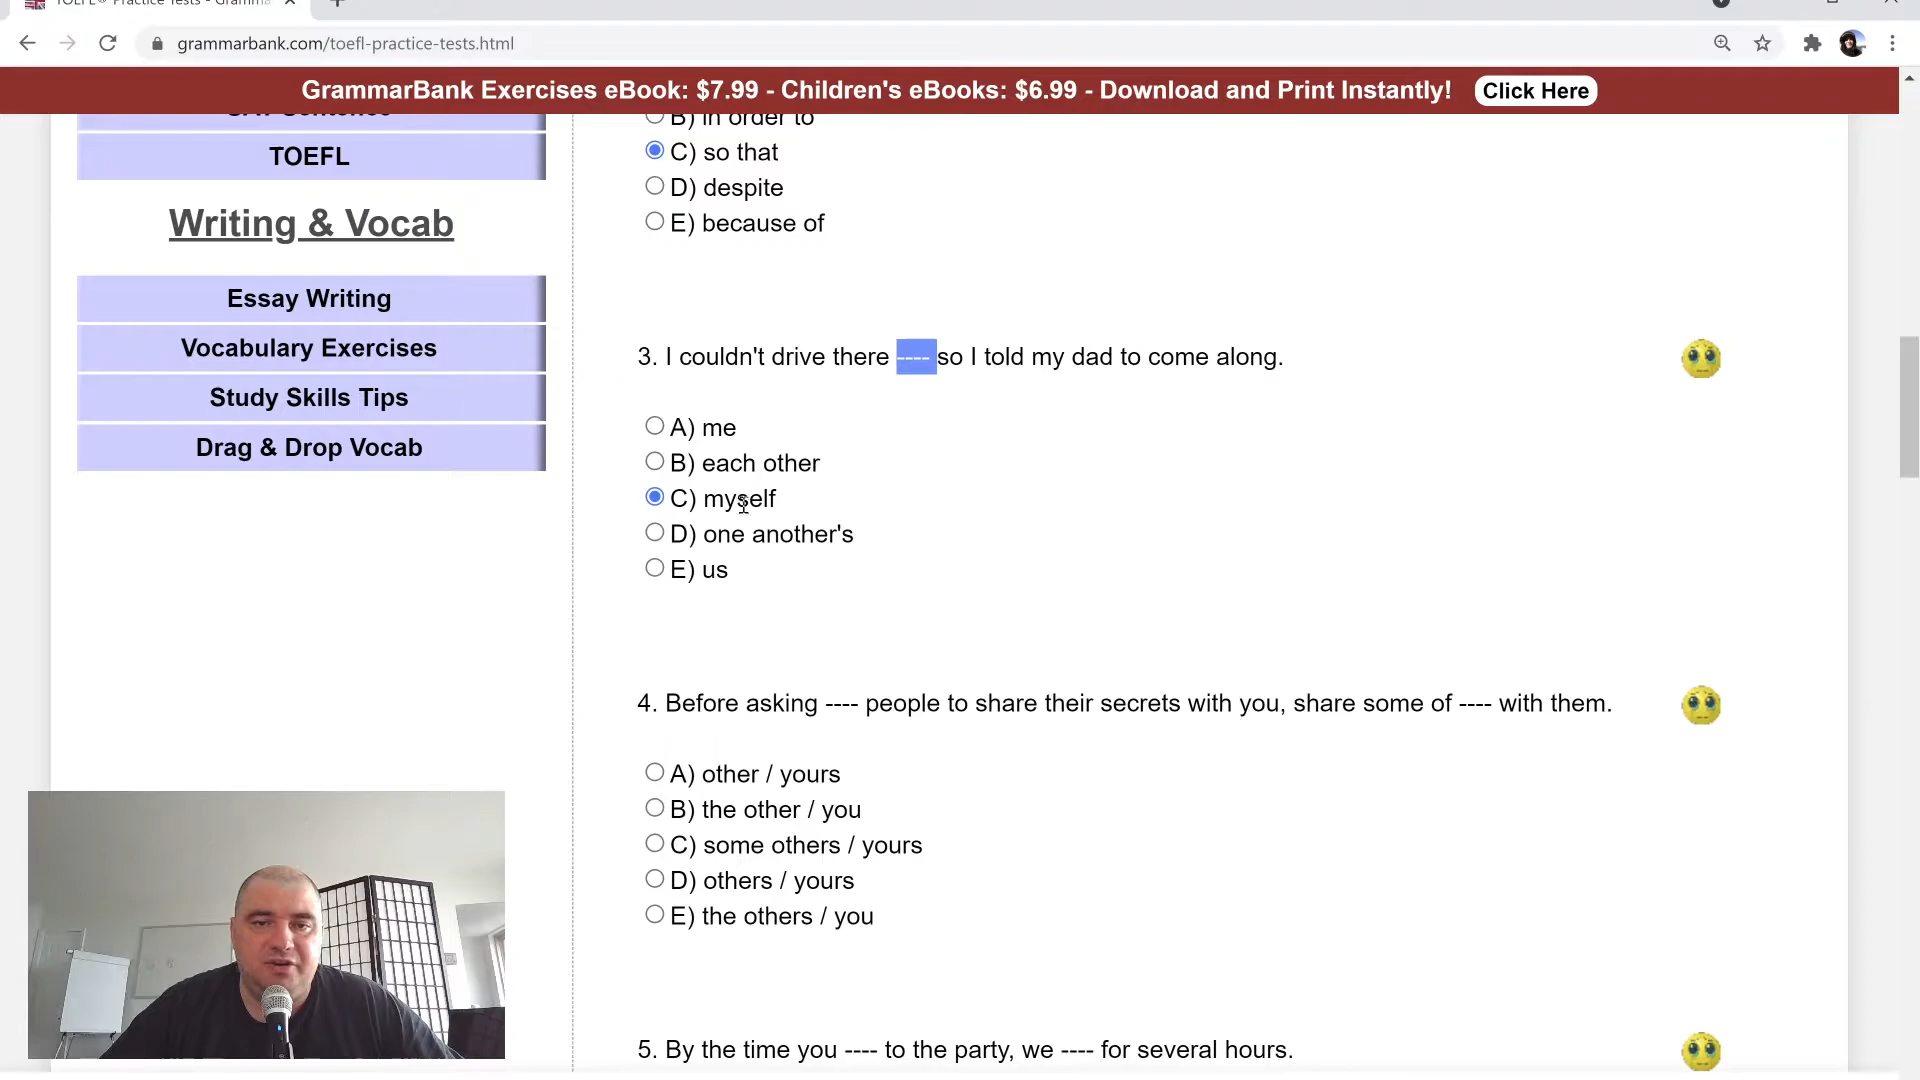 grammarbank.com/toefl-practice-tests.html
GrammarBank Exercises eBook: $7.99 - Children's eBooks: $6.99 - Download and Print Instantly!
Click Here
TOEFL
Writing & Vocab
Essay Writing
Vocabulary Exercises
Study Skills Tips
Drag & Drop Vocab
B) in order to
C) so that
D) despite
E) because of
3. I couldn't drive there ---- so I told my dad to come along.
A) me
B) each other
C) myself
D) one another's
E) us
4. Before asking ---- people to share their secrets with you, share some of ---- with them.
A) other / yours
B) the other / you
C) some others / yours
D) others / yours
E) the others / you
5. By the time you ---- to the party, we ---- for several hours.